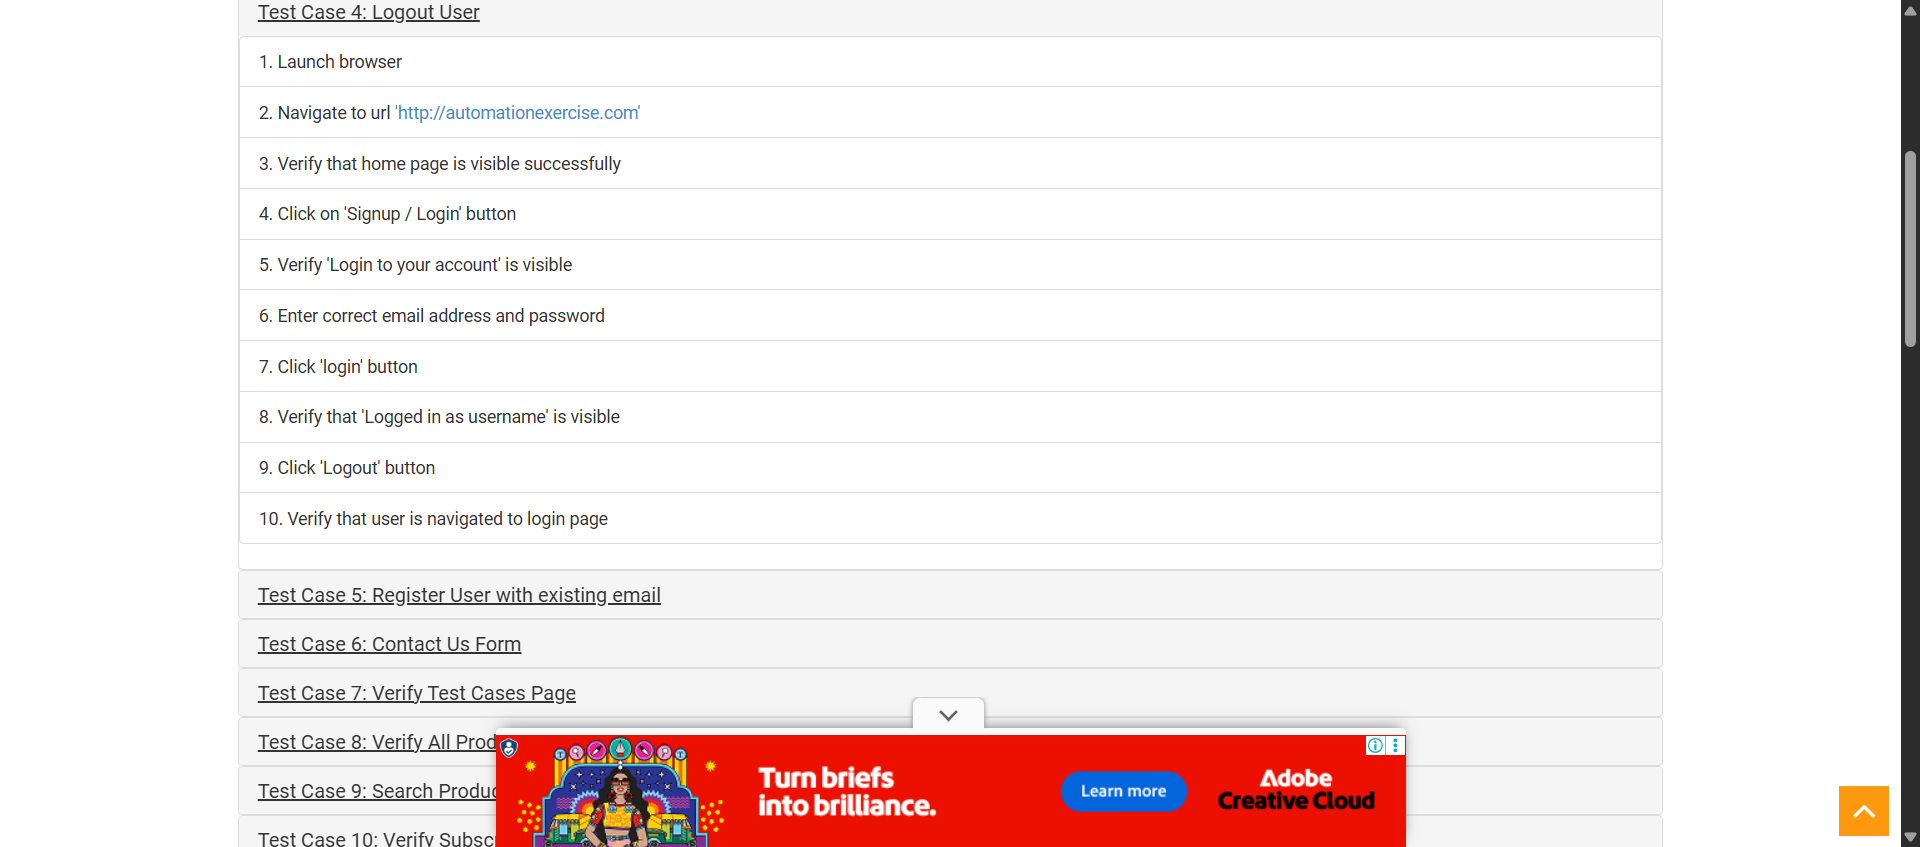 Test Case 4: Logout User
1. Launch browser
2. Navigate to url 'http://automationexercise.com'
3. Verify that home page is visible successfully
4. Click on 'Signup / Login' button
5. Verify 'Login to your account' is visible
6. Enter correct email address and password
7. Click 'login' button
8. Verify that 'Logged in as username' is visible
9. Click 'Logout' button
10. Verify that user is navigated to login page
Test Case 5: Register User with existing email
Test Case 6: Contact Us Form
Test Case 7: Verify Test Cases Page
Test Case 8: Verify All Prod
Test Case 9: Search Produc
Test Case 10: Verify Subsc
Turn briefs
into brilliance.
Learn more
Adobe
Creative Cloud